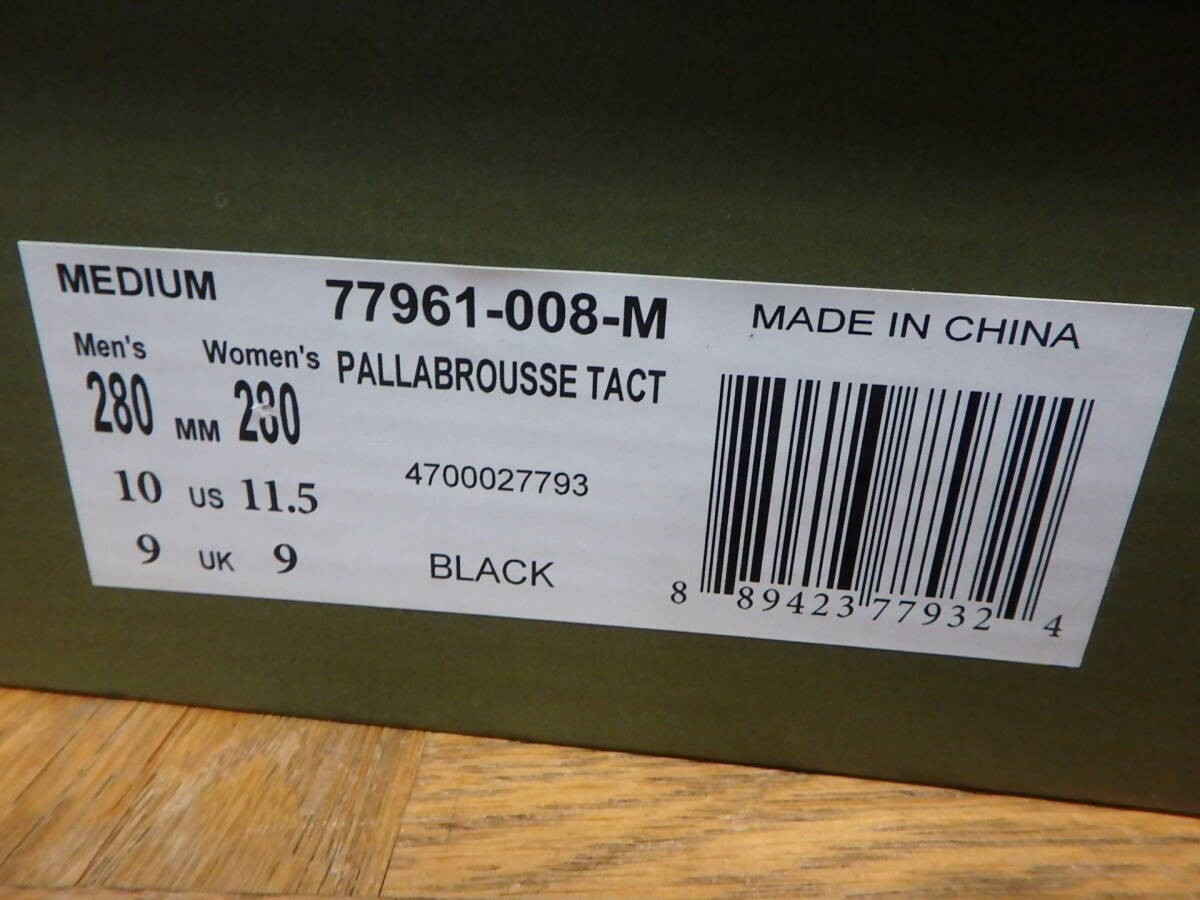 MEDIUM 77961-008-M MADE IN CHINA
Men's Women's PALLABROUSSE TACT
280 MM 280
10 US 11.5 4700027793
9 UK 9 BLACK
8 89423 77932 4